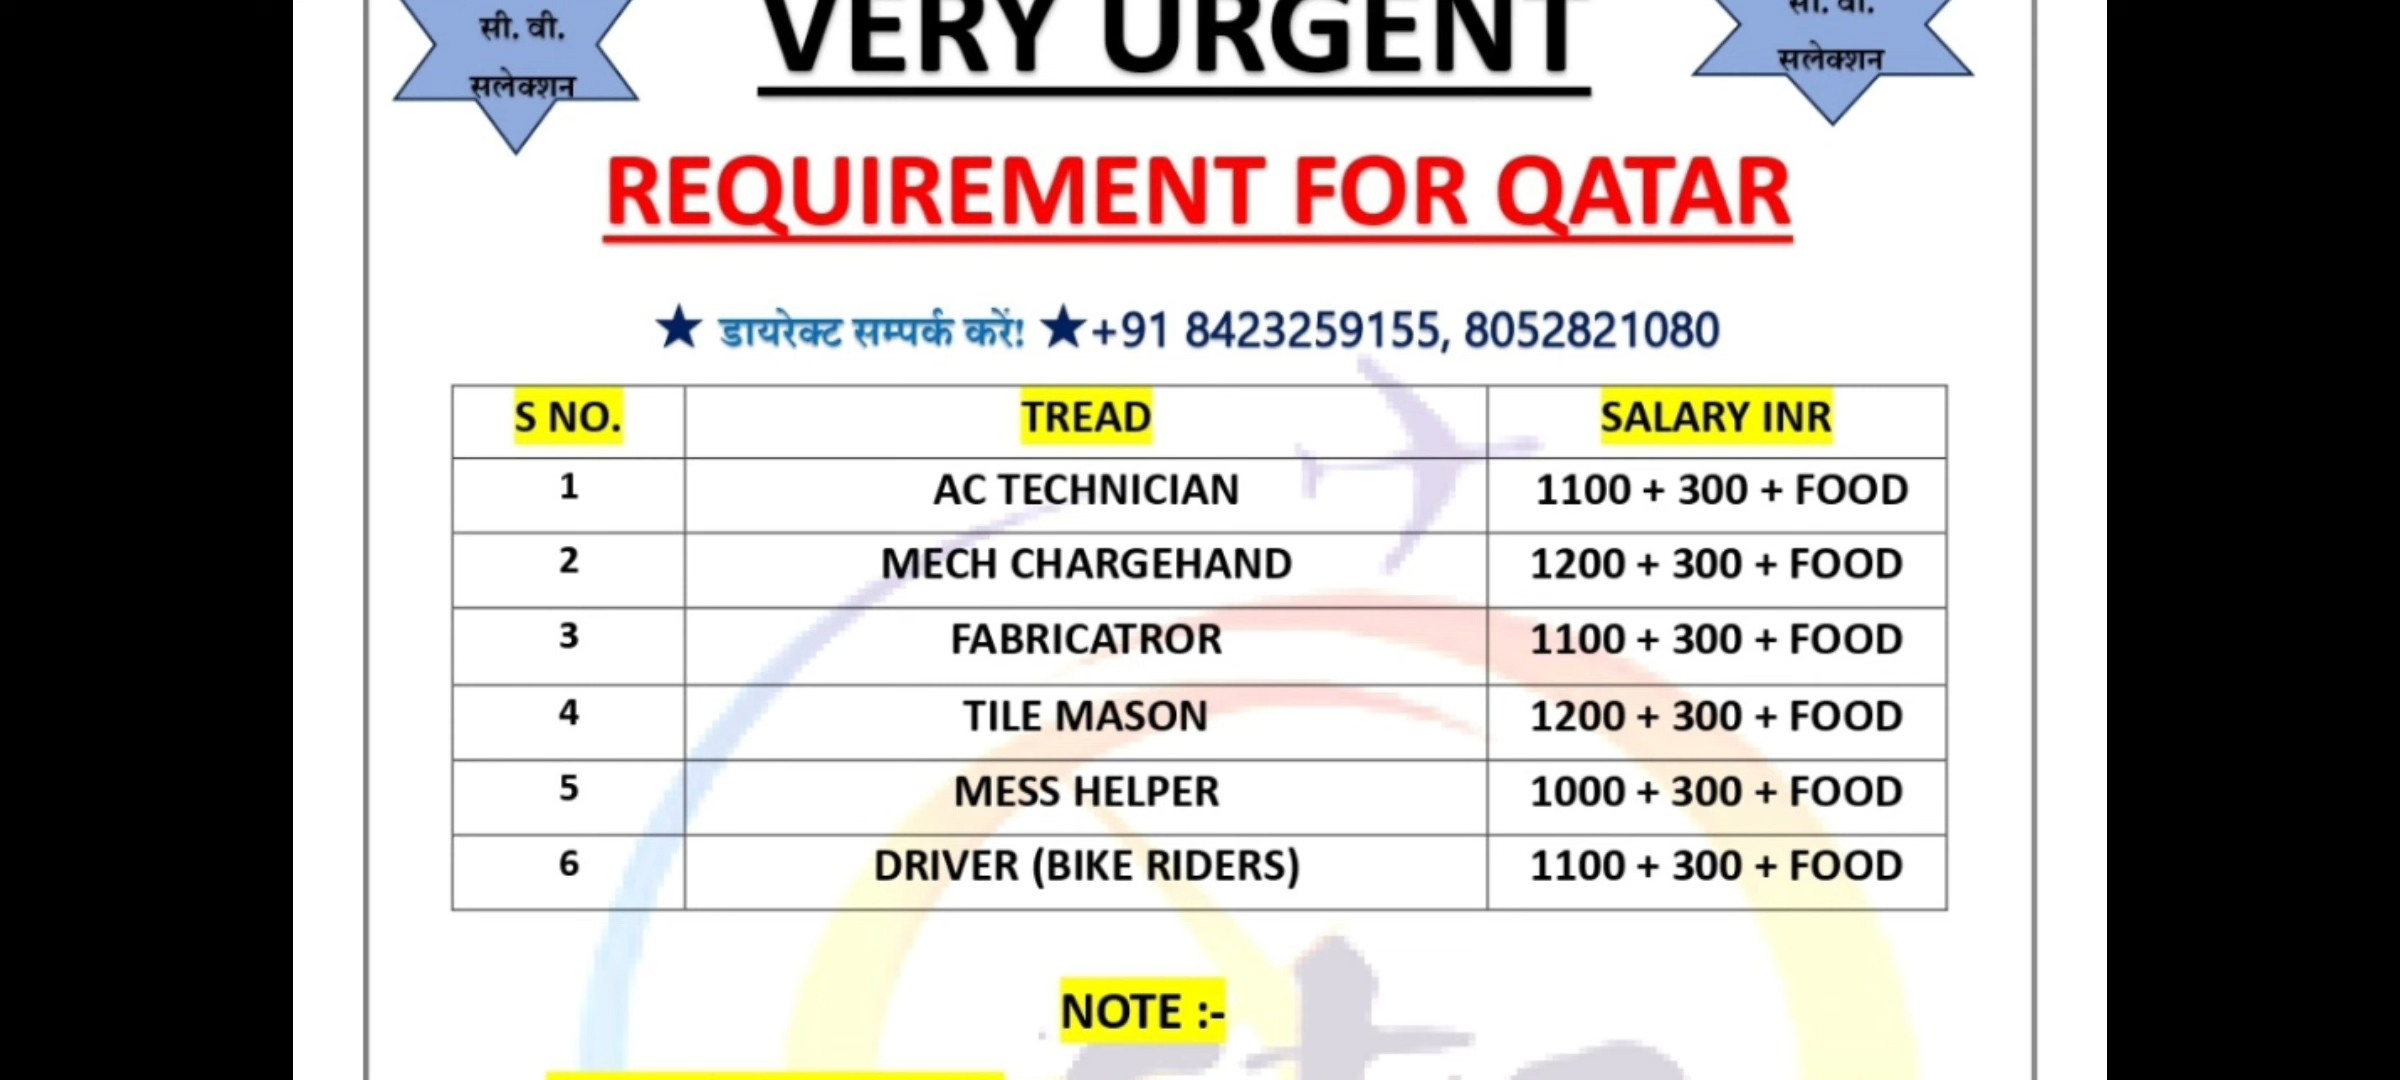 सी. वी.
सलेक्शन
VERY URGENT
सी. वी.
सलेक्शन
REQUIREMENT FOR QATAR
★ डायरेक्ट सम्पर्क करें! ★+91 8423259155, 8052821080
S NO. TREAD SALARY INR
1 AC TECHNICIAN 1100 + 300 + FOOD
2 MECH CHARGEHAND 1200 + 300 + FOOD
3 FABRICATROR 1100 + 300 + FOOD
4 TILE MASON 1200 + 300 + FOOD
5 MESS HELPER 1000 + 300 + FOOD
6 DRIVER (BIKE RIDERS) 1100 + 300 + FOOD
NOTE :-